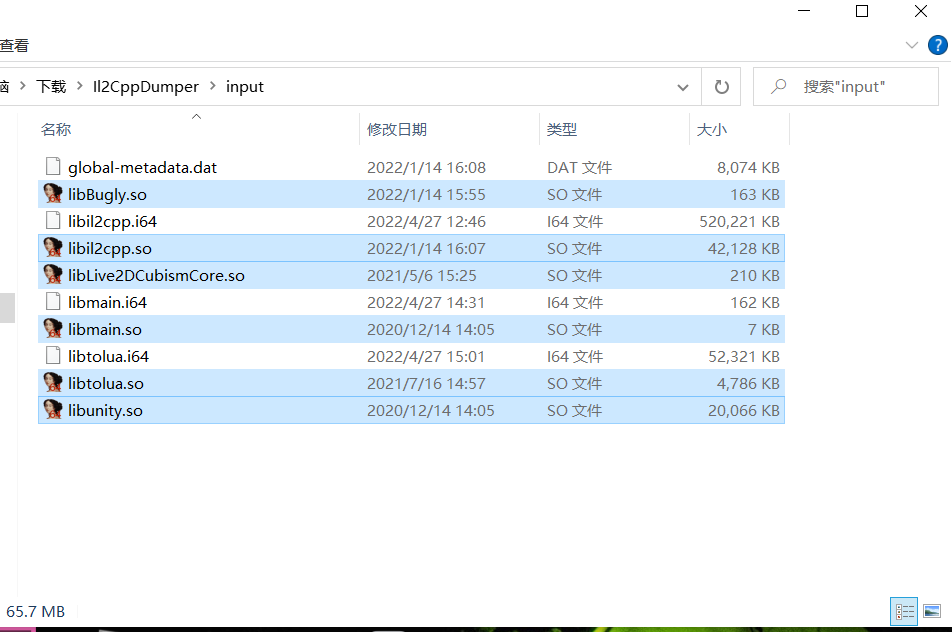 查看
?
脑 > 下载 > Il2CppDumper > input
搜索"input"
名称 修改日期 类型 大小
global-metadata.dat 2022/1/14 16:08 DAT 文件 8,074 KB
libBugly.so 2022/1/14 15:55 SO 文件 163 KB
libil2cpp.i64 2022/4/27 12:46 I64 文件 520,221 KB
libil2cpp.so 2022/1/14 16:07 SO 文件 42,128 KB
libLive2DCubismCore.so 2021/5/6 15:25 SO 文件 210 KB
libmain.i64 2022/4/27 14:31 I64 文件 162 KB
libmain.so 2020/12/14 14:05 SO 文件 7 KB
libtolua.i64 2022/4/27 15:01 I64 文件 52,321 KB
libtolua.so 2021/7/16 14:57 SO 文件 4,786 KB
libunity.so 2020/12/14 14:05 SO 文件 20,066 KB
65.7 MB